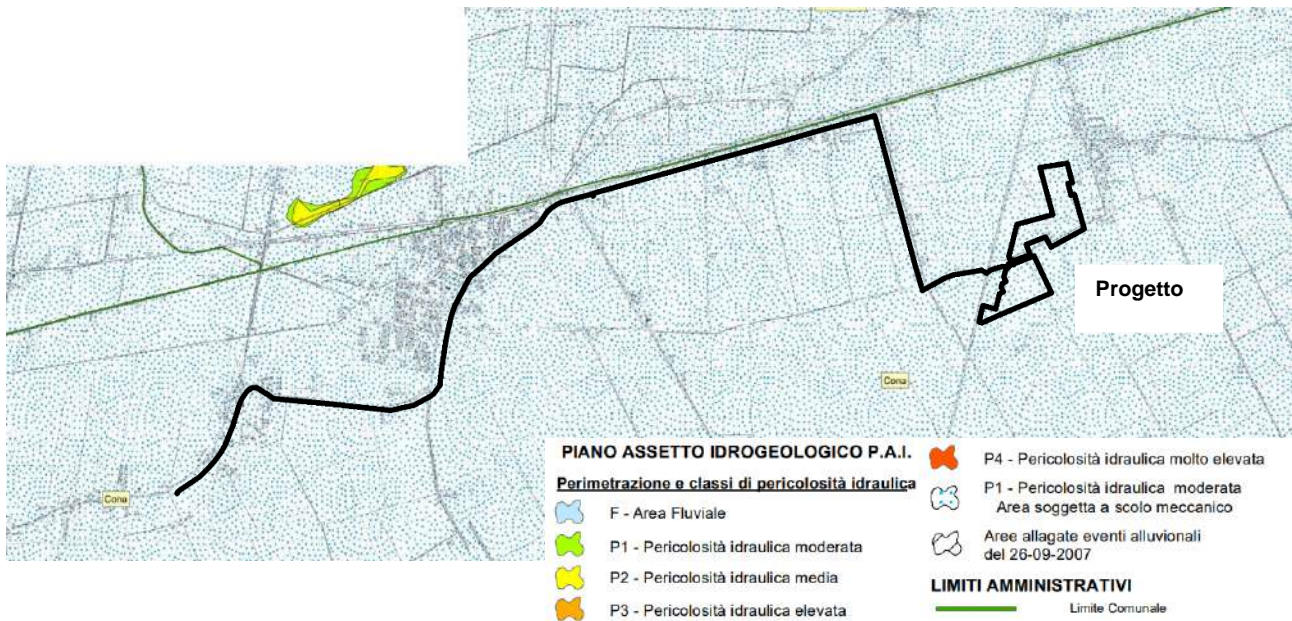 Progetto
Cona
Cona
PIANO ASSETTO IDROGEOLOGICO P.A.I.
Perimetrazione e classi di pericolosità idraulica
F - Area Fluviale
P1 - Pericolosità idraulica moderata
P2 - Pericolosità idraulica media
P3 - Pericolosità idraulica elevata
P4 - Pericolosità idraulica molto elevata
P1 - Pericolosità idraulica moderata
Area soggetta a scolo meccanico
Aree allagate eventi alluvionali
del 26-09-2007
LIMITI AMMINISTRATIVI
Limite Comunale